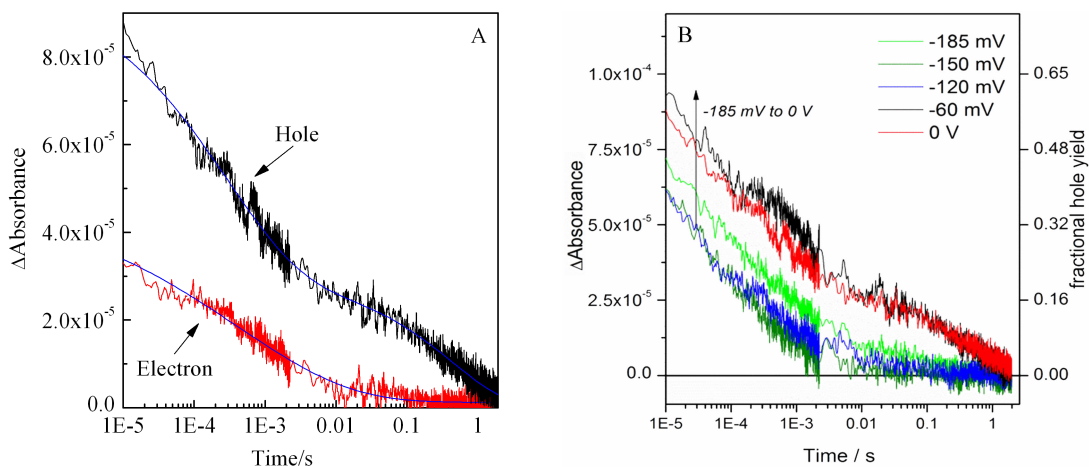 A
8.0x10⁻⁵
6.0x10⁻⁵
4.0x10⁻⁵
2.0x10⁻⁵
0.0
ΔAbsorbance
Hole
Electron
1E-5 1E-4 1E-3 0.01 0.1 1
Time/s
B
-185 mV
-150 mV
-120 mV
-60 mV
0 V
-185 mV to 0 V
1.0x10⁻⁴
7.5x10⁻⁵
5.0x10⁻⁵
2.5x10⁻⁵
0.0
ΔAbsorbance
0.65
0.48
0.32
0.16
0.00
fractional hole yield
1E-5 1E-4 1E-3 0.01 0.1 1
Time / s